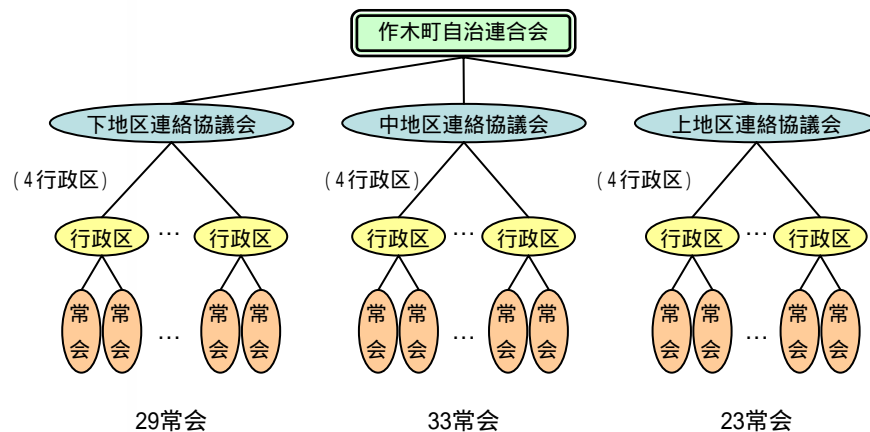 作木町自治連合会
下地区連絡協議会
中地区連絡協議会
上地区連絡協議会
(4行政区)
(4行政区)
(4行政区)
行政区
…
行政区
行政区
…
行政区
行政区
…
行政区
常会
常会
…
常会
常会
常会
常会
…
常会
常会
常会
常会
…
常会
常会
29常会
33常会
23常会